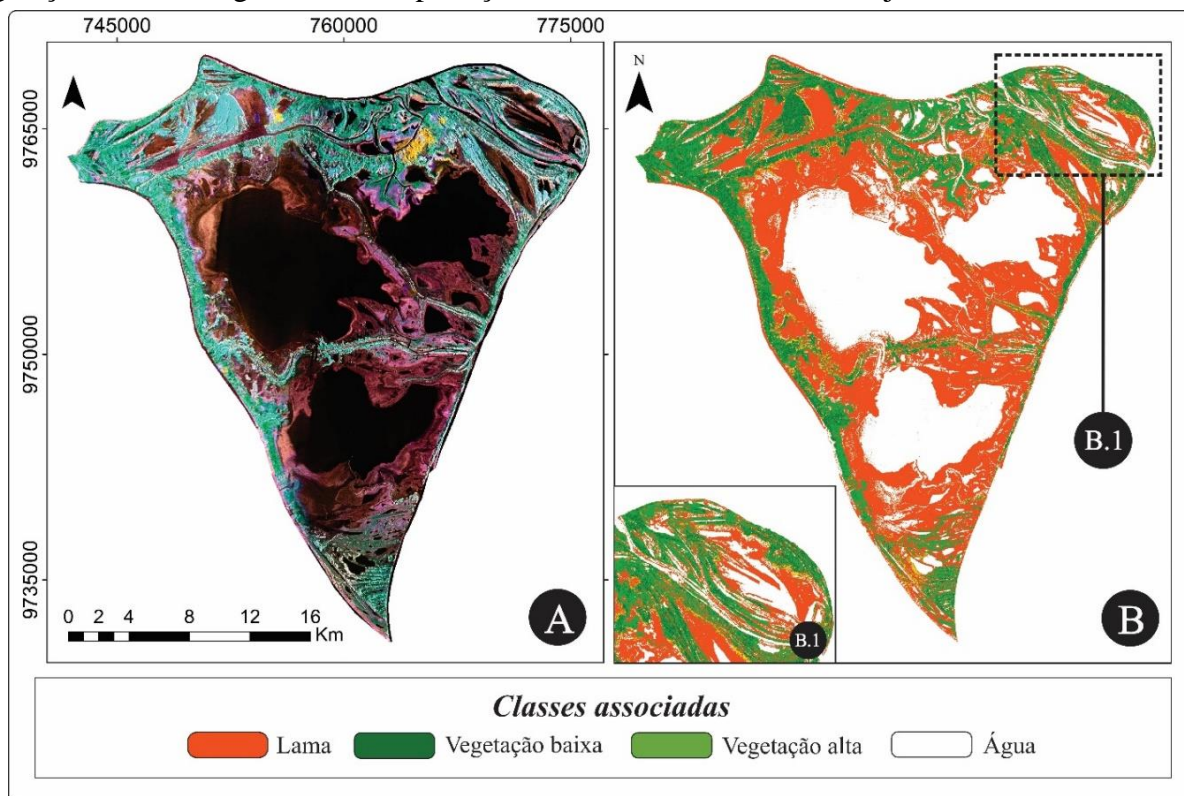 745000 760000 775000
9765000
9750000
9735000
N
B.1
B.1
0 2 4 8 12 16
Km
A
B
Classes associadas
Lama Vegetação baixa Vegetação alta Água